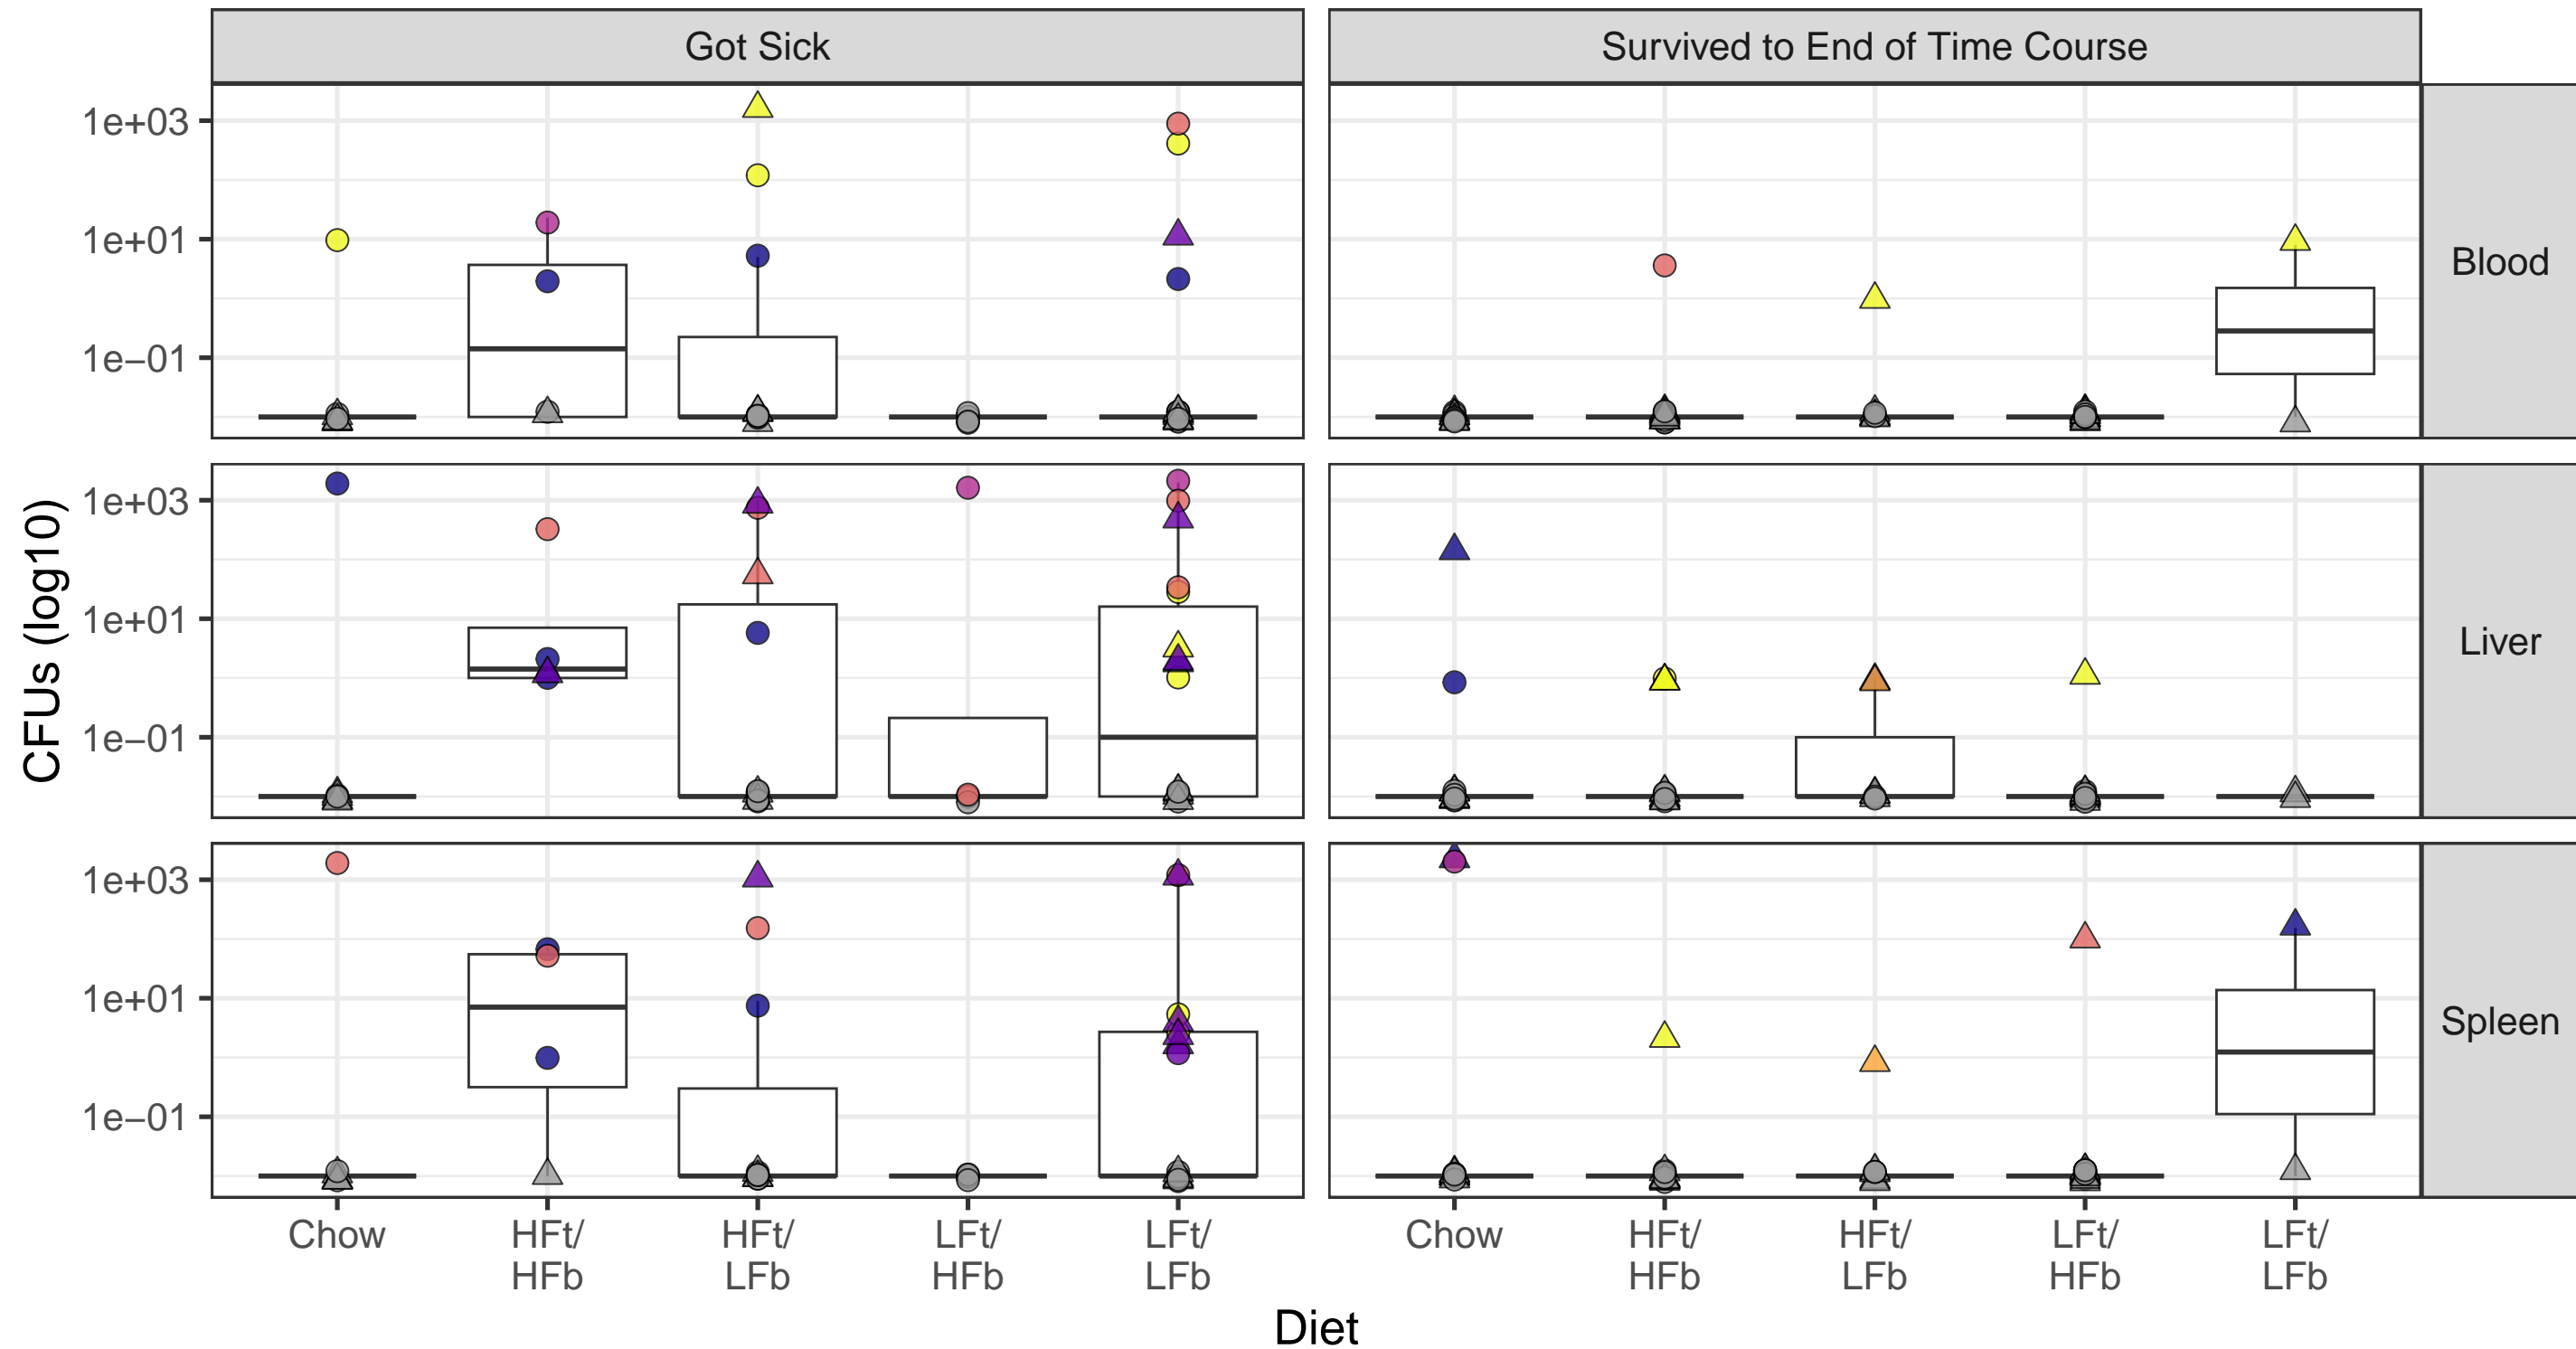 Got Sick
Survived to End of Time Course
1e+03
1e+01
1e−01
Blood
1e+03
1e+01
1e−01
Liver
1e+03
1e+01
1e−01
Spleen
CFUs (log10)
Chow
HFt/
HFb
HFt/
LFb
LFt/
HFb
LFt/
LFb
Chow
HFt/
HFb
HFt/
LFb
LFt/
HFb
LFt/
LFb
Diet